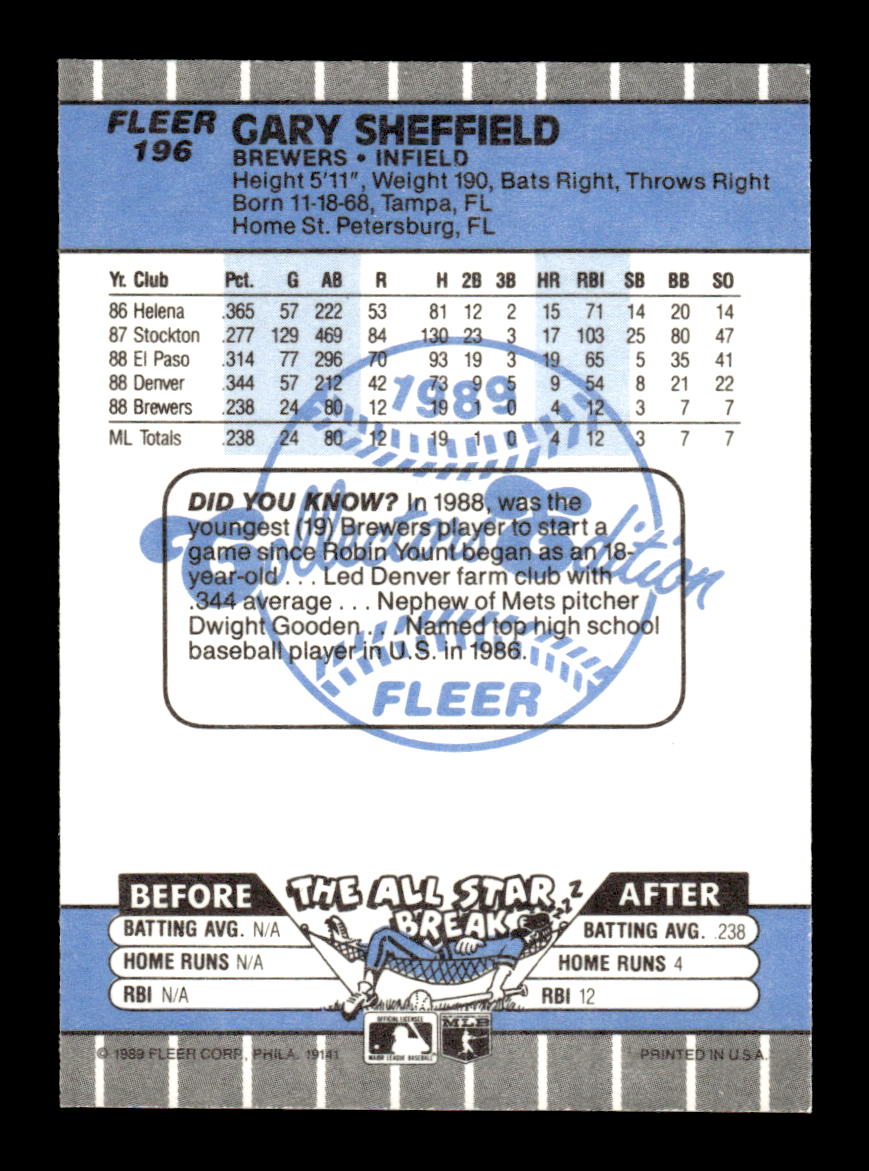 FLEER
196
GARY SHEFFIELD
BREWERS • INFIELD
Height 5'11", Weight 190, Bats Right, Throws Right
Born 11-18-68, Tampa, FL
Home St. Petersburg, FL
Yr. Club Pct. G AB R H 2B 3B HR RBI SB BB SO
86 Helena .365 57 222 53 81 12 2 15 71 14 20 14
87 Stockton .277 129 469 84 130 23 3 17 103 25 80 47
88 El Paso .314 77 296 70 93 19 3 19 65 5 35 41
88 Denver .344 57 212 42 73 9 5 9 54 8 21 22
88 Brewers .238 24 80 12 19 1 0 4 12 3 7 7
ML Totals .238 24 80 12 19 1 0 4 12 3 7 7
1989
Collectors Edition
FLEER
DID YOU KNOW? In 1988, was the
youngest (19) Brewers player to start a
game since Robin Yount began as an 18-
year-old . . . Led Denver farm club with
.344 average . . . Nephew of Mets pitcher
Dwight Gooden . . . Named top high school
baseball player in U.S. in 1986.
THE ALL STAR
BREAK
ZZZ
BEFORE
BATTING AVG. N/A
HOME RUNS N/A
RBI N/A
AFTER
BATTING AVG. .238
HOME RUNS 4
RBI 12
OFFICIAL LICENSEE
MAJOR LEAGUE BASEBALL
MLB
© 1989 FLEER CORP., PHILA. 19141
PRINTED IN U.S.A.